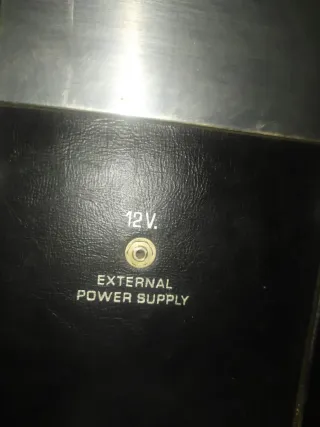 12V.
EXTERNAL
POWER SUPPLY